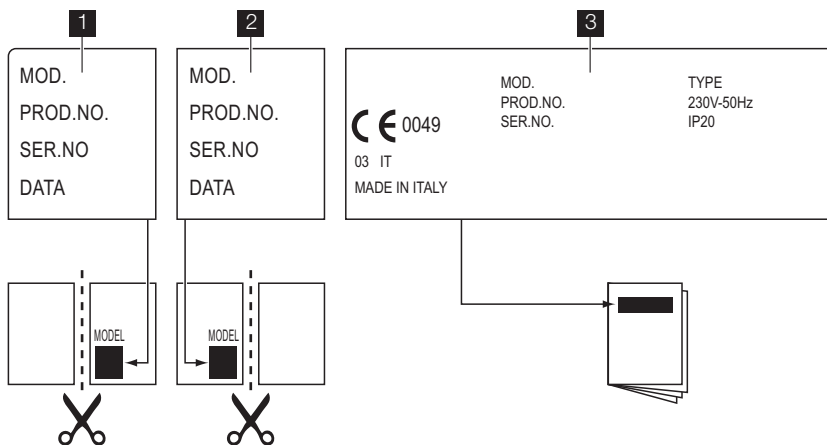 1
MOD.
PROD.NO.
SER.NO
DATA
2
MOD.
PROD.NO.
SER.NO
DATA
3
CE 0049
03 IT
MADE IN ITALY
MOD.
PROD.NO.
SER.NO.
TYPE
230V-50Hz
IP20
MODEL
MODEL